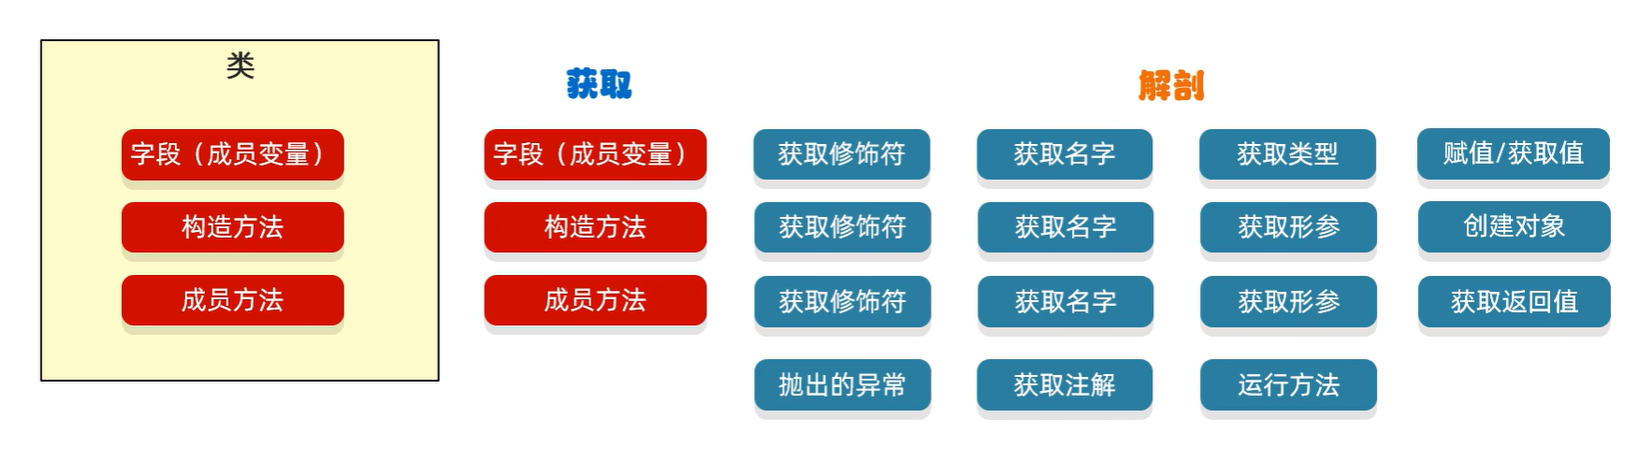 类
字段（成员变量）
构造方法
成员方法
获取
解剖
字段（成员变量） 获取修饰符 获取名字 获取类型 赋值/获取值
构造方法 获取修饰符 获取名字 获取形参 创建对象
成员方法 获取修饰符 获取名字 获取形参 获取返回值
抛出的异常 获取注解 运行方法